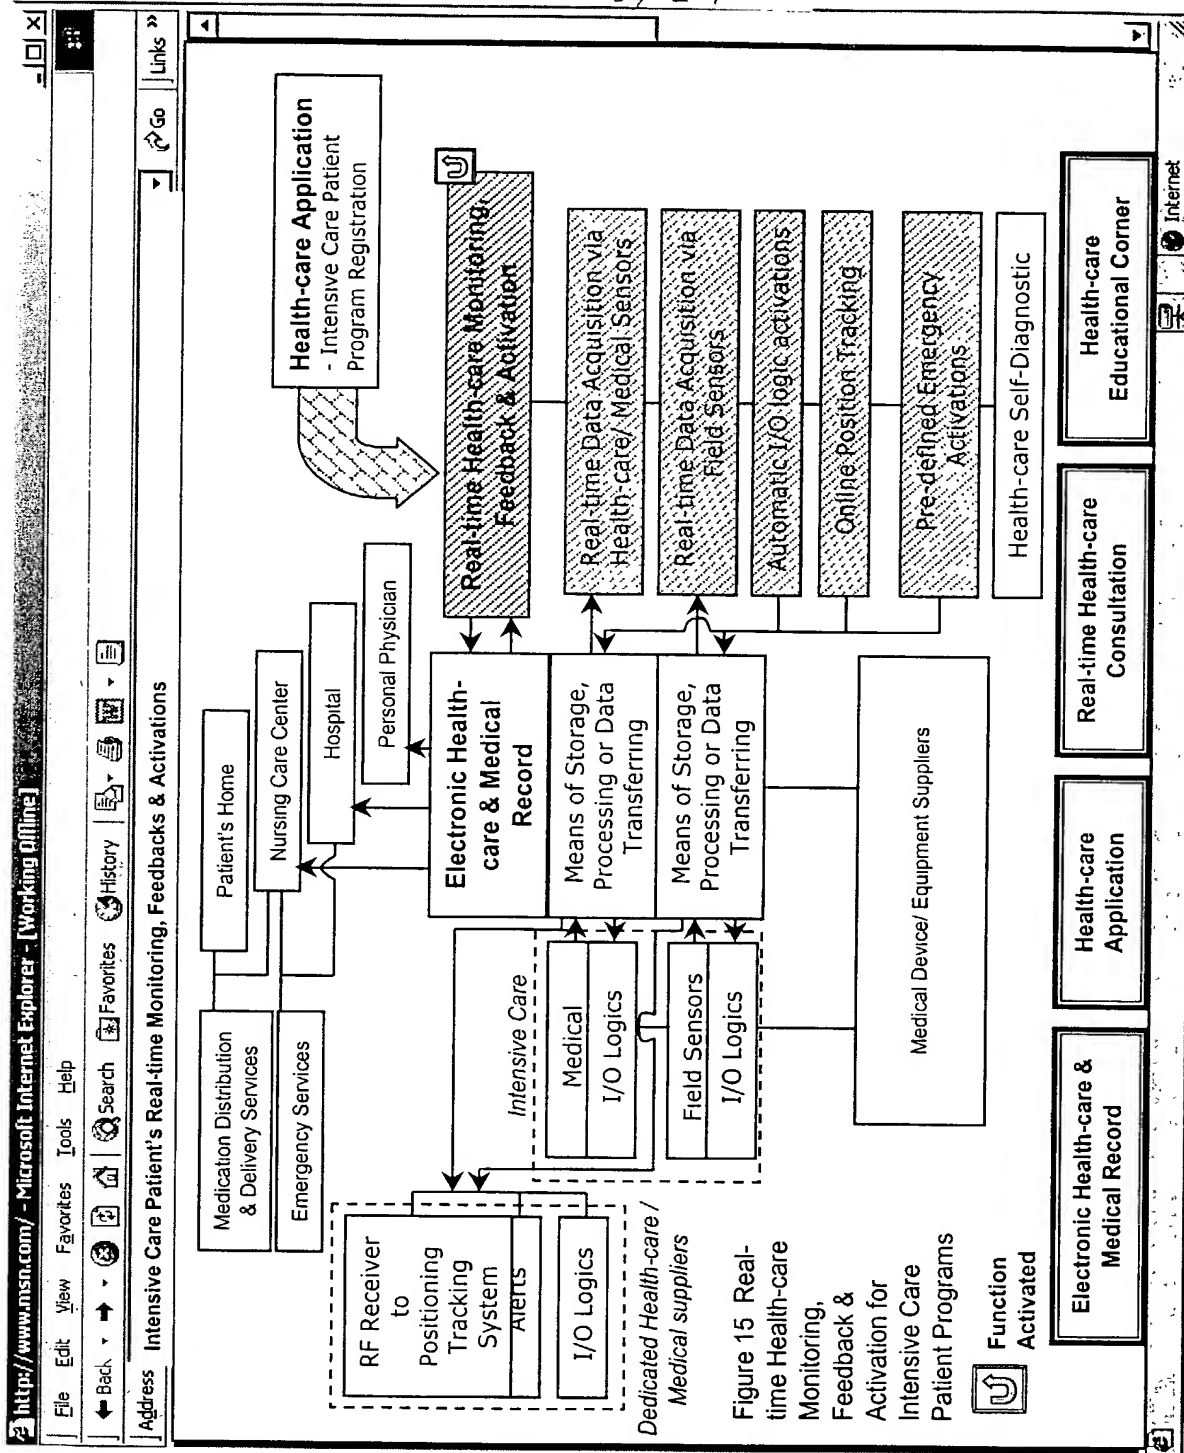 http://www.msn.com/ - Microsoft Internet Explorer - [Working Offline]
File Edit View Favorites Tools Help
Back Search Favorites History
Address Intensive Care Patient's Real-time Monitoring, Feedbacks & Activations Go Links »
Health-care Application
- Intensive Care Patient
Program Registration
Real-time Health-care Monitoring,
Feedback & Activation
Real-time Data Acquisition via
Health-care/ Medical Sensors
Real-time Data Acquisition via
Field Sensors
Automatic I/O logic activations
Online Position Tracking
Pre-defined Emergency
Activations
Health-care Self-Diagnostic
Patient's Home
Nursing Care Center
Hospital
Personal Physician
Electronic Health-
care & Medical
Record
Means of Storage,
Processing or Data
Transferring
Means of Storage,
Processing or Data
Transferring
Medication Distribution
& Delivery Services
Emergency Services
Intensive Care
Medical
I/O Logics
Field Sensors
I/O Logics
RF Receiver
to
Positioning
Tracking
System
Alerts
I/O Logics
Dedicated Health-care /
Medical suppliers
Medical Device/ Equipment Suppliers
Figure 15 Real-
time Health-care
Monitoring,
Feedback &
Activation for
Intensive Care
Patient Programs
Function
Activated
Electronic Health-care &
Medical Record
Health-care
Application
Real-time Health-care
Consultation
Health-care
Educational Corner
Internet